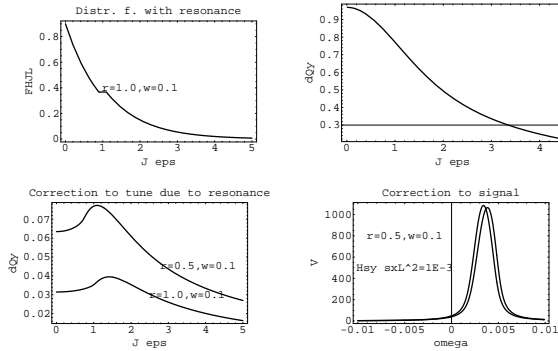 Distr. f. with resonance
FHJL
0.8
0.6
0.4
0.2
0
r=1.0,w=0.1
0 1 2 3 4 5
J eps
dQy
0.9
0.8
0.7
0.6
0.5
0.4
0.3
0 1 2 3 4
J eps
Correction to tune due to resonance
dQy
0.07
0.06
0.05
0.04
0.03
0.02
r=0.5,w=0.1
r=1.0,w=0.1
0 1 2 3 4 5
J eps
Correction to signal
V
1000
800
600
400
200
0
r=0.5,w=0.1
Hsy sxL^2=1E-3
-0.01 -0.005 0 0.005 0.01
omega